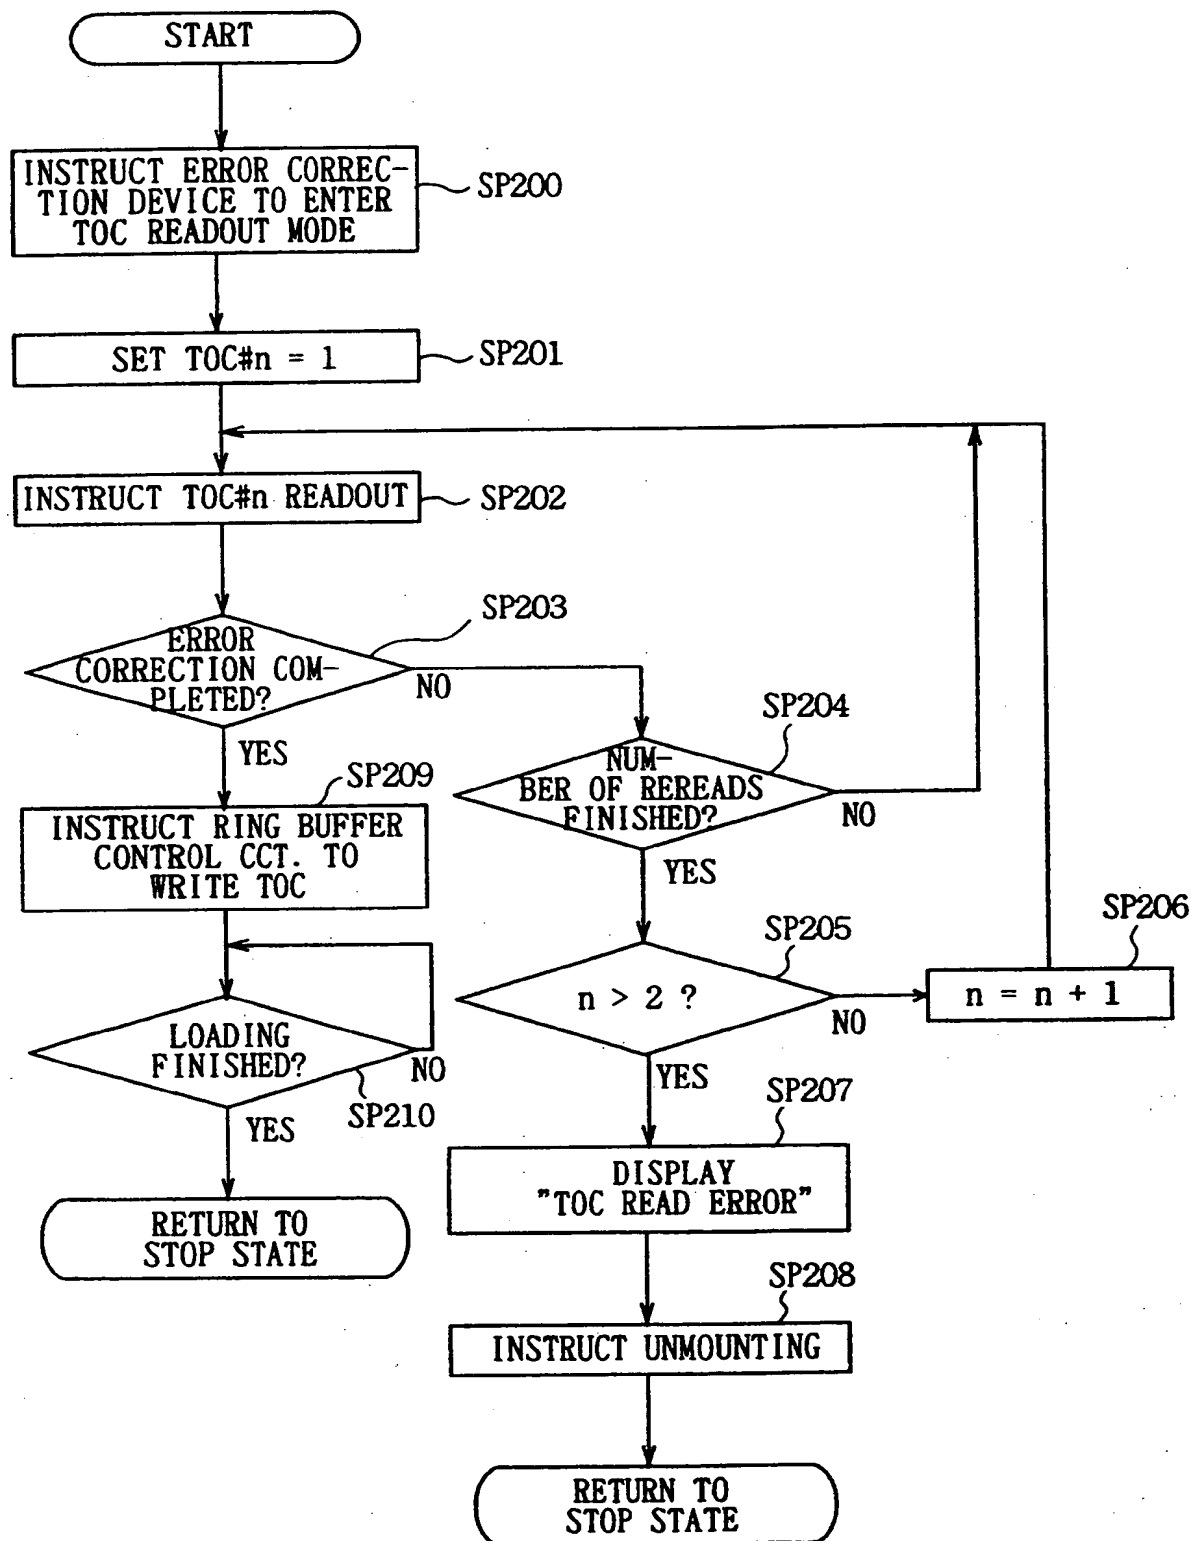 START
INSTRUCT ERROR CORREC-
TION DEVICE TO ENTER
TOC READOUT MODE
SP200
SET TOC#n = 1
SP201
INSTRUCT TOC#n READOUT
SP202
ERROR
CORRECTION COM-
PLETED?
SP203
NO
YES
NUM-
BER OF REREADS
FINISHED?
SP204
NO
YES
SP209
INSTRUCT RING BUFFER
CONTROL CCT. TO
WRITE TOC
n > 2 ?
SP205
NO
YES
SP206
n = n + 1
LOADING
FINISHED?
NO
SP210
YES
SP207
DISPLAY
"TOC READ ERROR"
RETURN TO
STOP STATE
SP208
INSTRUCT UNMOUNTING
RETURN TO
STOP STATE